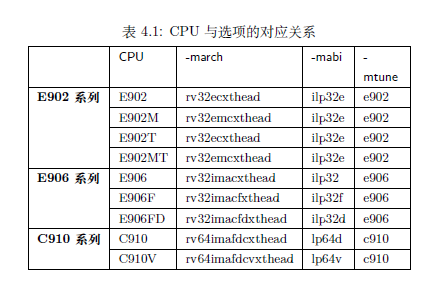 表 4.1: CPU 与选项的对应关系
CPU -march -mabi -mtune
E902 系列 E902 rv32ecxthead ilp32e e902
E902M rv32emcxthead ilp32e e902
E902T rv32ecxthead ilp32e e902
E902MT rv32emcxthead ilp32e e902
E906 系列 E906 rv32imacxthead ilp32 e906
E906F rv32imacfxthead ilp32f e906
E906FD rv32imacfdxthead ilp32d e906
C910 系列 C910 rv64imafdcxthead lp64d c910
C910V rv64imafdcvxthead lp64v c910